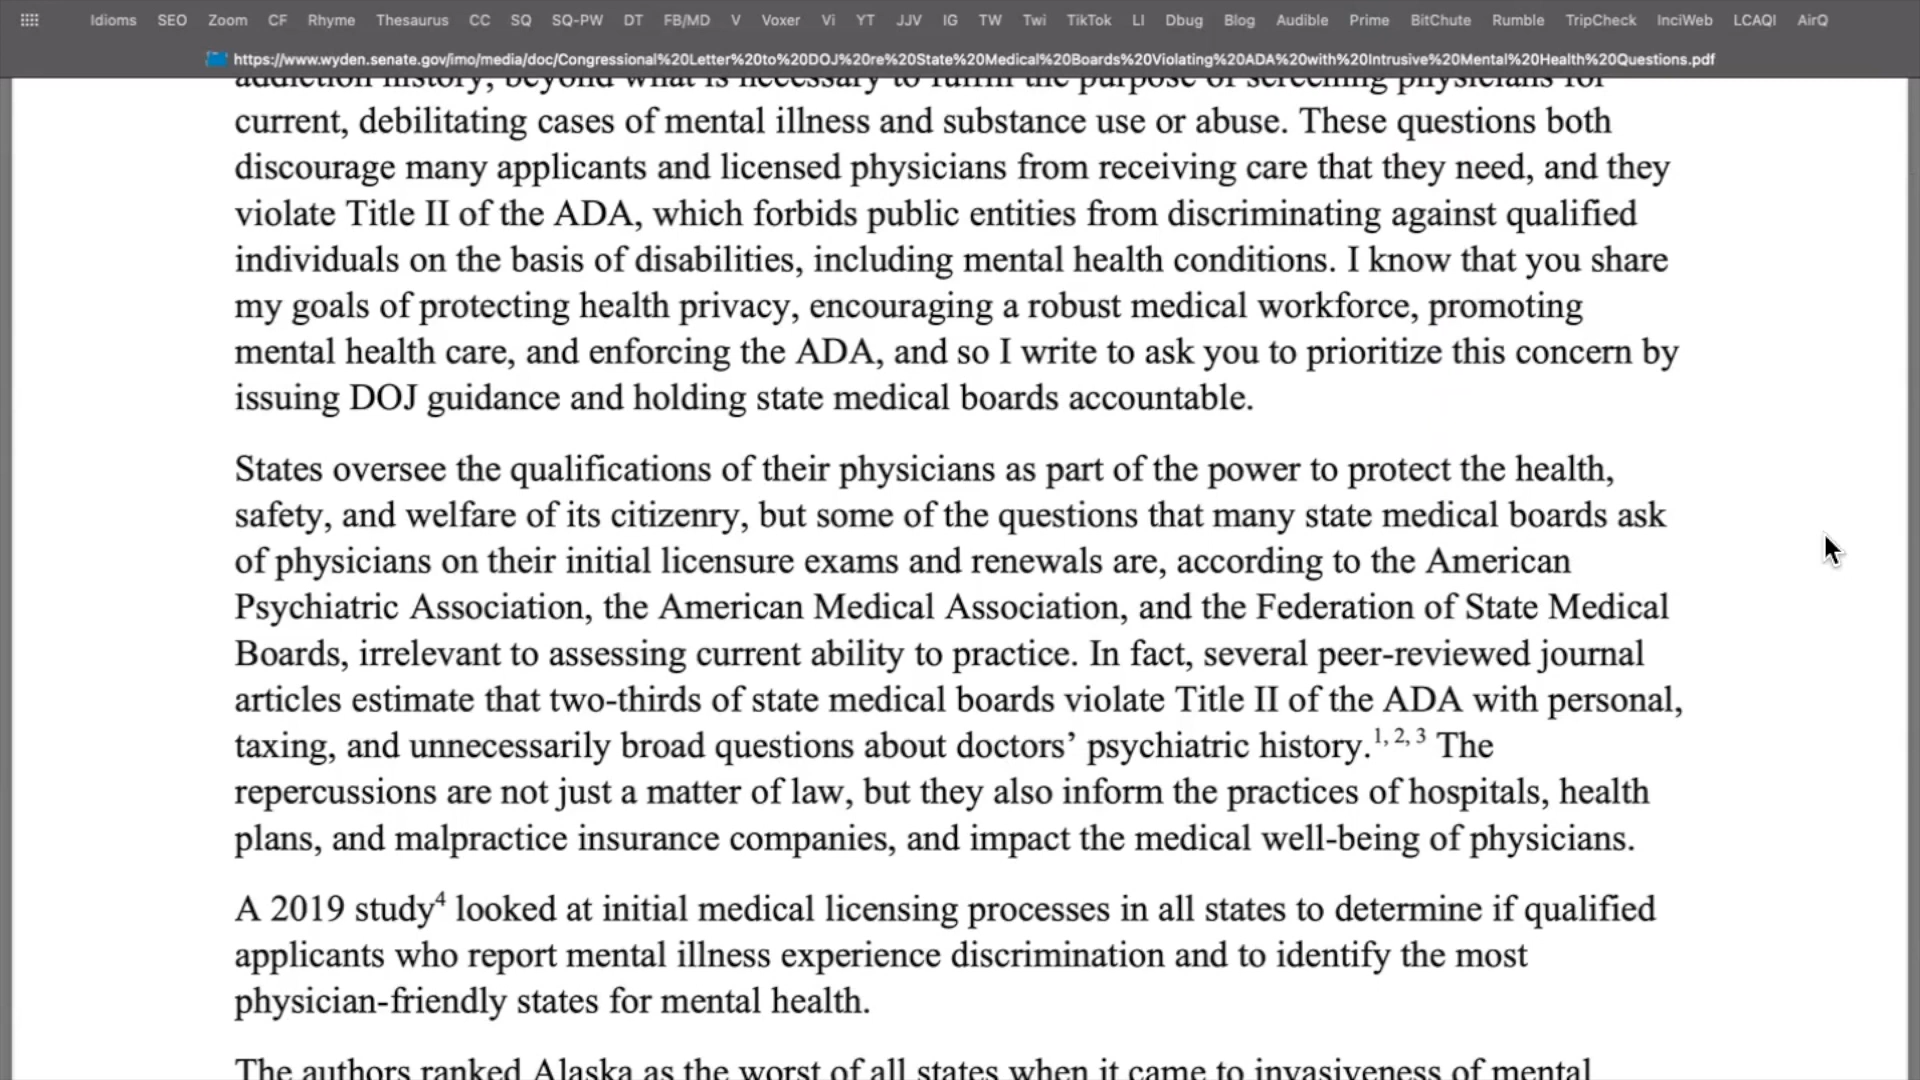 Idioms SEO Zoom CF Rhyme Thesaurus CC SQ SQ-PW DT FB/MD V Voxer Vi YT JJV IG TW Twi TikTok LI Dbug Blog Audible Prime BitChute Rumble TripCheck InciWeb LCAQI AirQ
https://www.wyden.senate.gov/imo/media/doc/Congressional%20Letter%20to%20DOJ%20re%20State%20Medical%20Boards%20Violating%20ADA%20with%20Intrusive%20Mental%20Health%20Questions.pdf
addiction history, beyond what is necessary to fulfill the purpose of screening physicians for
current, debilitating cases of mental illness and substance use or abuse. These questions both
discourage many applicants and licensed physicians from receiving care that they need, and they
violate Title II of the ADA, which forbids public entities from discriminating against qualified
individuals on the basis of disabilities, including mental health conditions. I know that you share
my goals of protecting health privacy, encouraging a robust medical workforce, promoting
mental health care, and enforcing the ADA, and so I write to ask you to prioritize this concern by
issuing DOJ guidance and holding state medical boards accountable.
States oversee the qualifications of their physicians as part of the power to protect the health,
safety, and welfare of its citizenry, but some of the questions that many state medical boards ask
of physicians on their initial licensure exams and renewals are, according to the American
Psychiatric Association, the American Medical Association, and the Federation of State Medical
Boards, irrelevant to assessing current ability to practice. In fact, several peer-reviewed journal
articles estimate that two-thirds of state medical boards violate Title II of the ADA with personal,
taxing, and unnecessarily broad questions about doctors’ psychiatric history.1, 2, 3 The
repercussions are not just a matter of law, but they also inform the practices of hospitals, health
plans, and malpractice insurance companies, and impact the medical well-being of physicians.
A 2019 study4 looked at initial medical licensing processes in all states to determine if qualified
applicants who report mental illness experience discrimination and to identify the most
physician-friendly states for mental health.
The authors ranked Alaska as the worst of all states when it came to invasiveness of mental